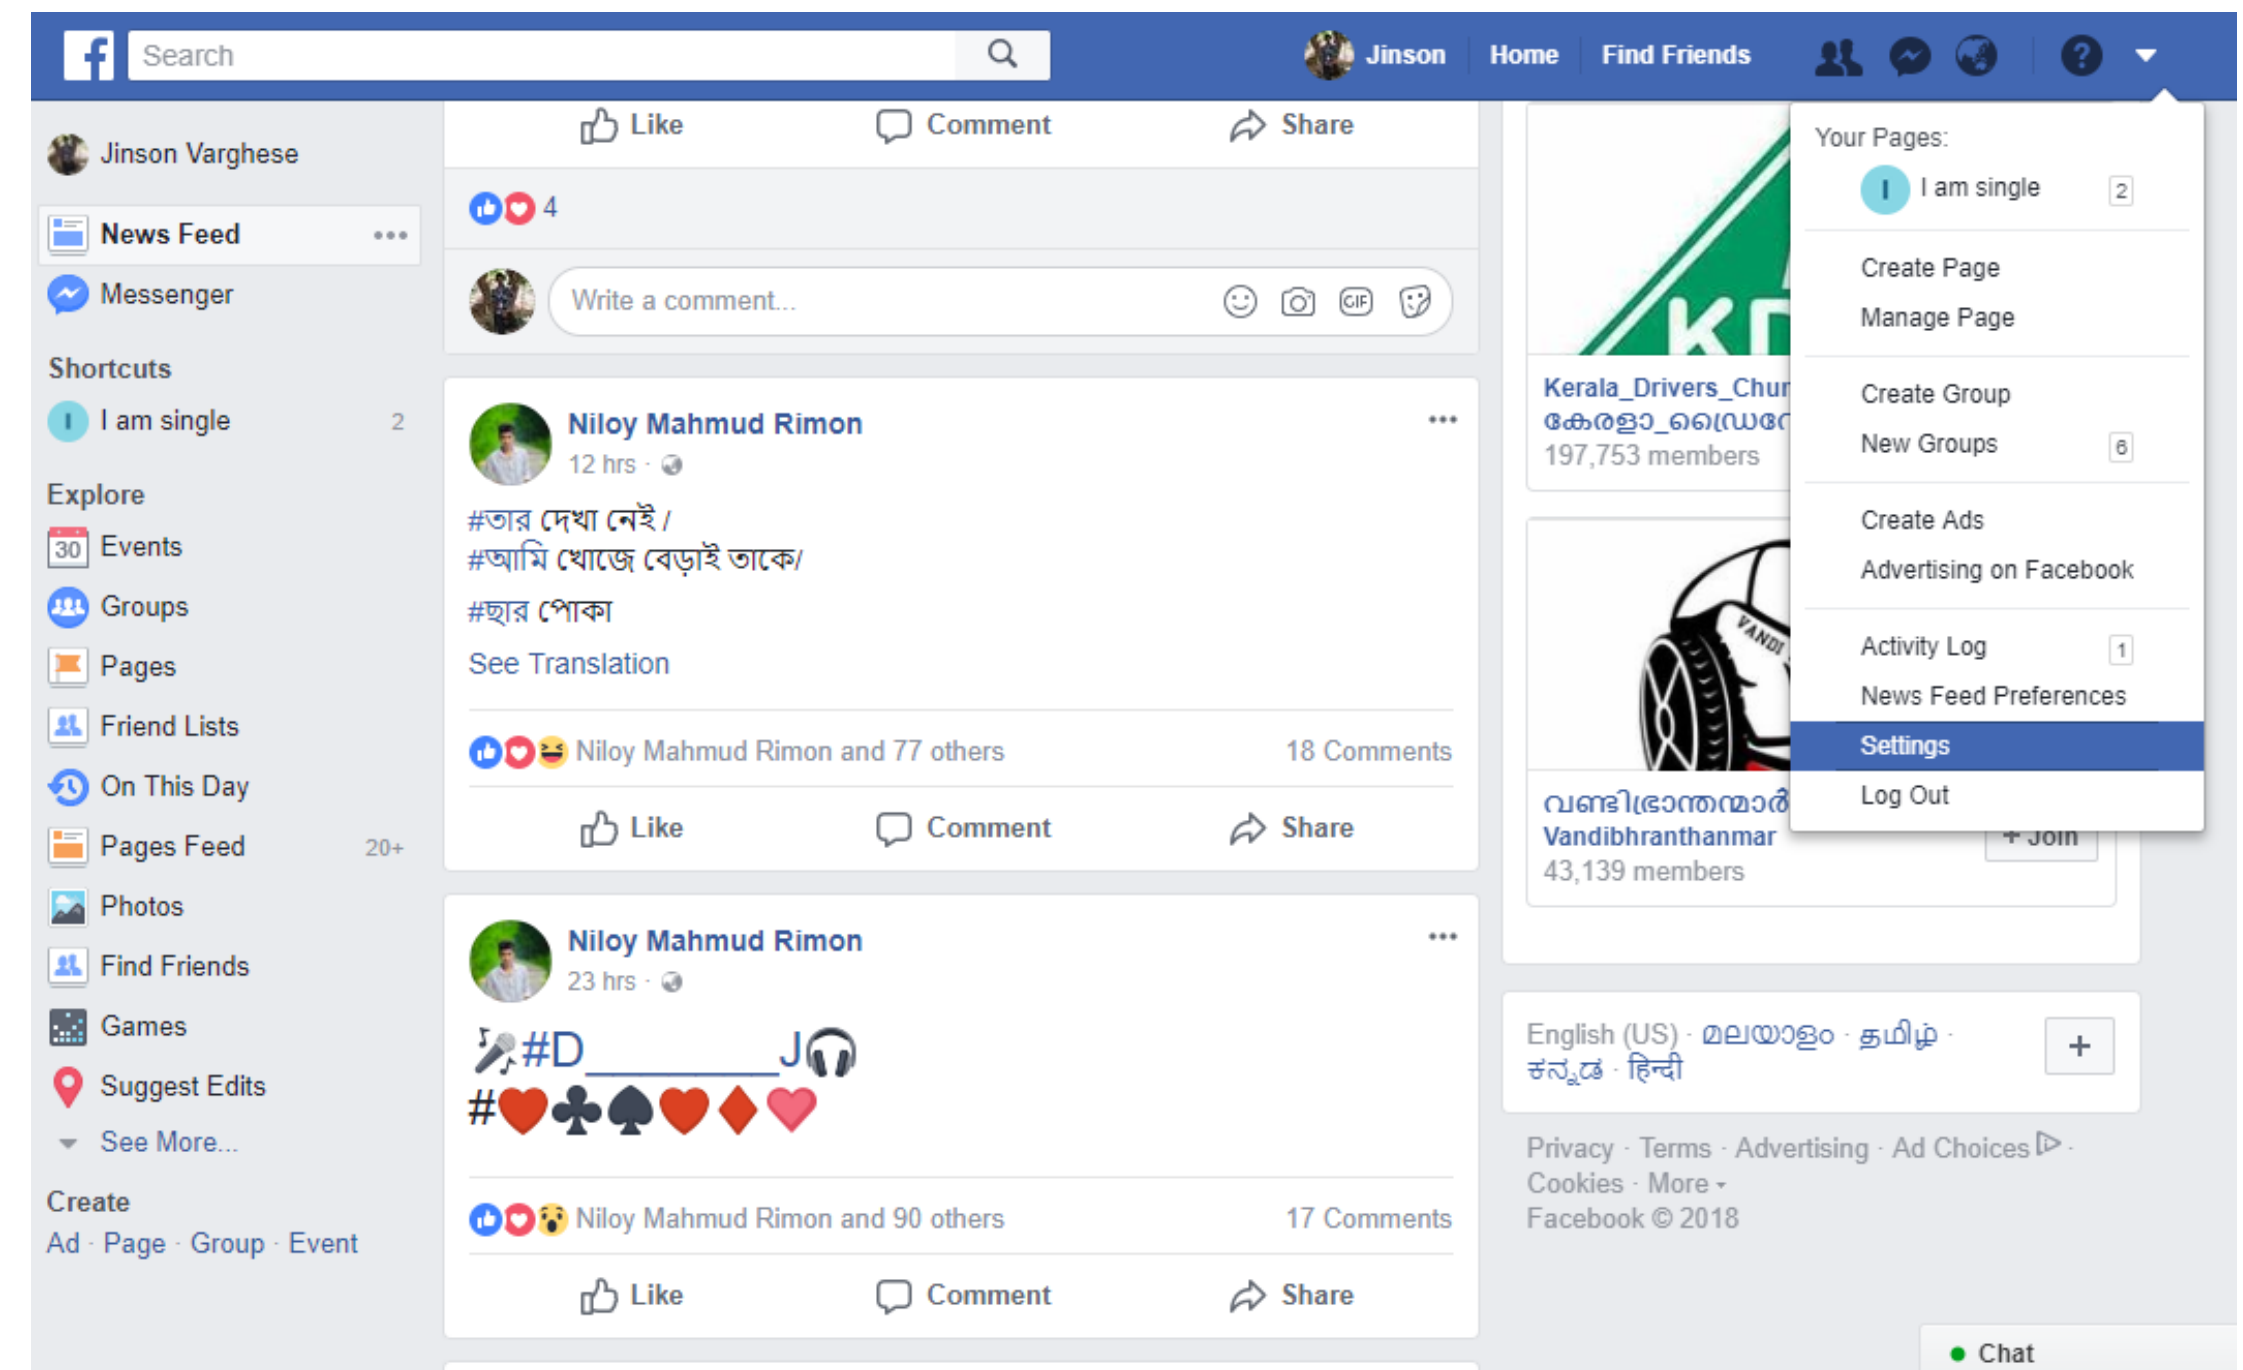 Search
Jinson
Home
Find Friends
Jinson Varghese
News Feed
Messenger
Shortcuts
I am single 2
Explore
30 Events
Groups
Pages
Friend Lists
On This Day
Pages Feed 20+
Photos
Find Friends
Games
Suggest Edits
See More...
Create
Ad · Page · Group · Event
Like Comment Share
4
Write a comment...
GIF
Niloy Mahmud Rimon
12 hrs ·
#তার দেখা নেই /
#আমি খোজে বেড়াই তাকে/
#ছার পোকা
See Translation
Niloy Mahmud Rimon and 77 others 18 Comments
Like Comment Share
Niloy Mahmud Rimon
23 hrs ·
🎤#D__________J🎧
#❤️♣️♠️❤️♦️💗
Niloy Mahmud Rimon and 90 others 17 Comments
Like Comment Share
197,753 members
VANDI
Vandibhranthanmar
+ Join
43,139 members
English (US) · മലയാളം · தமிழ் ·
ಕನ್ನಡ · हिन्दी
+
Privacy · Terms · Advertising · Ad Choices ·
Cookies · More
Facebook © 2018
Your Pages:
I I am single 2
Create Page
Manage Page
Create Group
New Groups 6
Create Ads
Advertising on Facebook
Activity Log 1
News Feed Preferences
Settings
Log Out
Chat